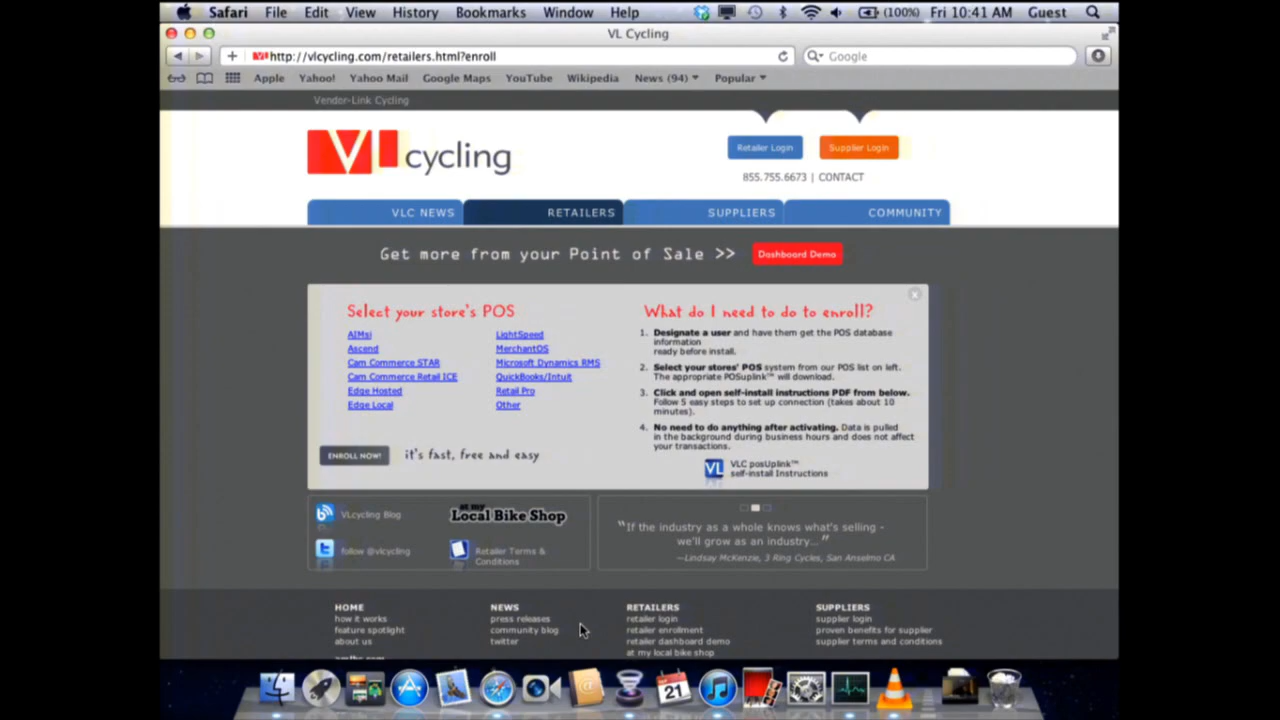 Safari File Edit View History Bookmarks Window Help (100%) Fri 10:41 AM Guest
VL Cycling
http://vlcycling.com/retailers.html?enroll
Google
Apple Yahoo! Yahoo Mail Google Maps YouTube Wikipedia News (94) Popular
Vender-Link Cycling
VL cycling
Retailer Login
Supplier Login
855.755.6673 | CONTACT
VLC NEWS
RETAILERS
SUPPLIERS
COMMUNITY
Get more from your Point of Sale >>
Dashboard Demo
Select your store's POS
AIMsi
Ascend
Cam Commerce STAR
Cam Commerce Retail ICE
Edge Hosted
Edge Local
LightSpeed
MerchantOS
Microsoft Dynamics RMS
QuickBooks/Intuit
Retail Pro
Other
ENROLL NOW!
it's fast, free and easy
What do I need to do to enroll?
1. Designate a user and have them get the POS database
information
ready before install.
2. Select your stores' POS system from our POS list on left.
The appropriate POSuplink™ will download.
3. Click and open self-install instructions PDF from below.
Follow 5 easy steps to set up connection (takes about 10
minutes).
4. No need to do anything after activating. Data is pulled
in the background during business hours and does not affect
your transactions.
VL
VLC posUplink™
self-install Instructions
VLcycling Blog
at my
Local Bike Shop
follow @vlcycling
Retailer Terms &
Conditions
"If the industry as a whole knows what's selling -
we'll grow as an industry..."
—Lindsay McKenzie, 3 Ring Cycles, San Anselmo CA
HOME
how it works
feature spotlight
about us
NEWS
press releases
community blog
twitter
RETAILERS
retailer login
retailer enrollment
retailer dashboard demo
at my local bike shop
SUPPLIERS
supplier login
proven benefits for supplier
supplier terms and conditions
21